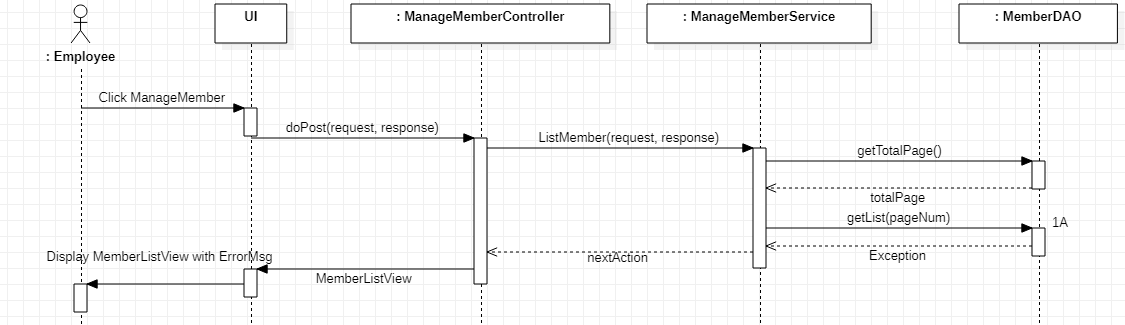 UI
: ManageMemberController
: ManageMemberService
: MemberDAO
: Employee
Click ManageMember
doPost(request, response)
ListMember(request, response)
getTotalPage()
totalPage
getList(pageNum)
1A
Exception
nextAction
Display MemberListView with ErrorMsg
MemberListView